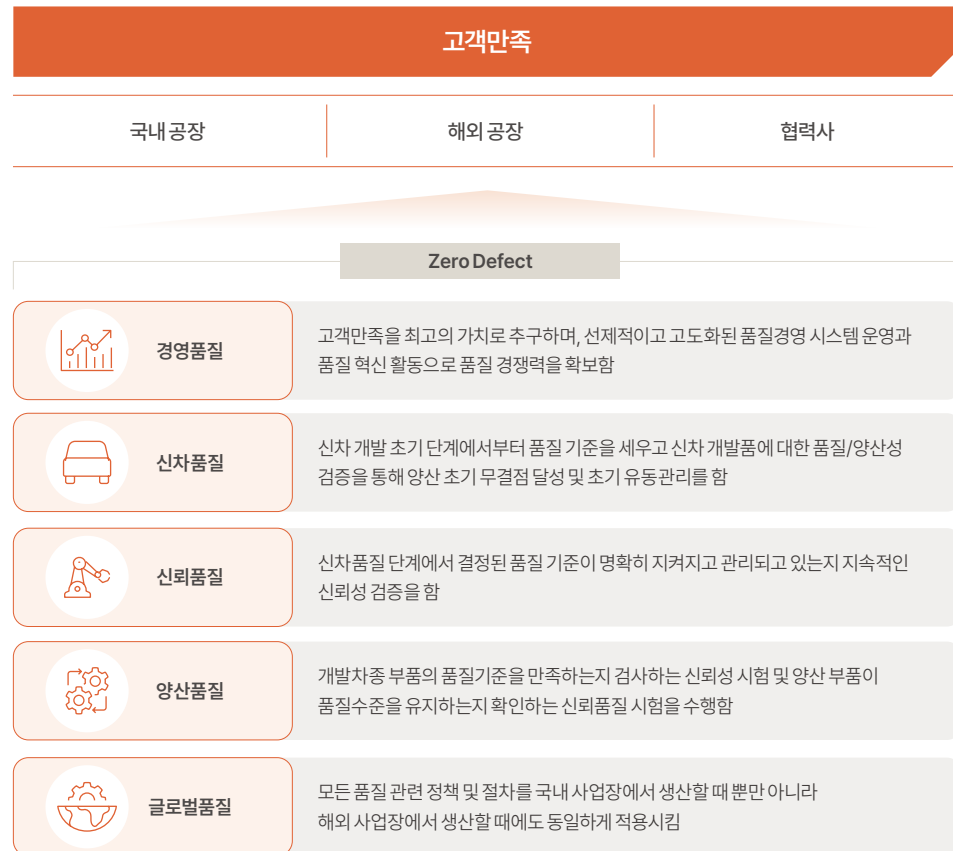 고객만족
국내 공장
해외 공장
협력사
Zero Defect
경영품질
고객만족을 최고의 가치로 추구하며, 선제적이고 고도화된 품질경영 시스템 운영과
품질 혁신 활동으로 품질 경쟁력을 확보함
신차품질
신차 개발 초기 단계에서부터 품질 기준을 세우고 신차 개발품에 대한 품질/양산성
검증을 통해 양산 초기 무결점 달성 및 초기 유동관리를 함
신뢰품질
신차품질 단계에서 결정된 품질 기준이 명확히 지켜지고 관리되고 있는지 지속적인
신뢰성 검증을 함
양산품질
개발차종 부품의 품질기준을 만족하는지 검사하는 신뢰성 시험 및 양산 부품이
품질수준을 유지하는지 확인하는 신뢰품질 시험을 수행함
글로벌품질
모든 품질 관련 정책 및 절차를 국내 사업장에서 생산할 때 뿐만 아니라
해외 사업장에서 생산할 때에도 동일하게 적용시킴